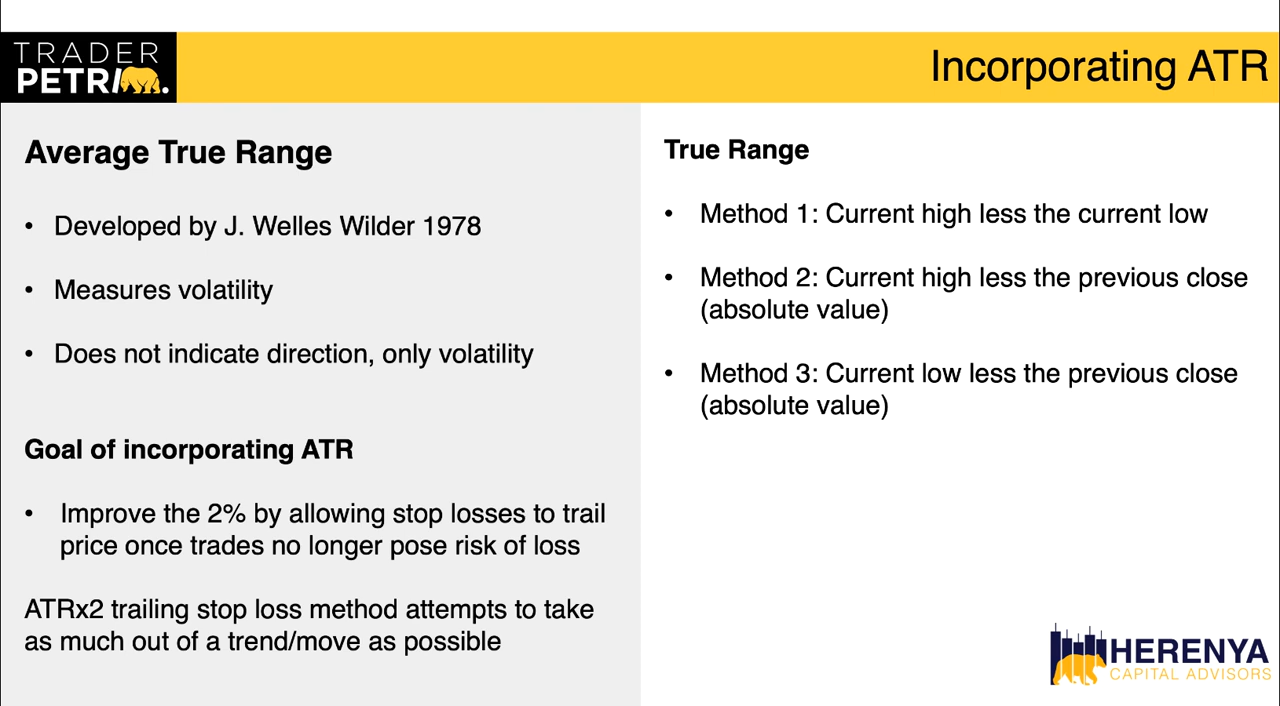 TRADER
PETRI .
Incorporating ATR
Average True Range
• Developed by J. Welles Wilder 1978
• Measures volatility
• Does not indicate direction, only volatility
Goal of incorporating ATR
• Improve the 2% by allowing stop losses to trail
price once trades no longer pose risk of loss
ATRx2 trailing stop loss method attempts to take
as much out of a trend/move as possible
True Range
• Method 1: Current high less the current low
• Method 2: Current high less the previous close
(absolute value)
• Method 3: Current low less the previous close
(absolute value)
HERENYA
CAPITAL ADVISORS